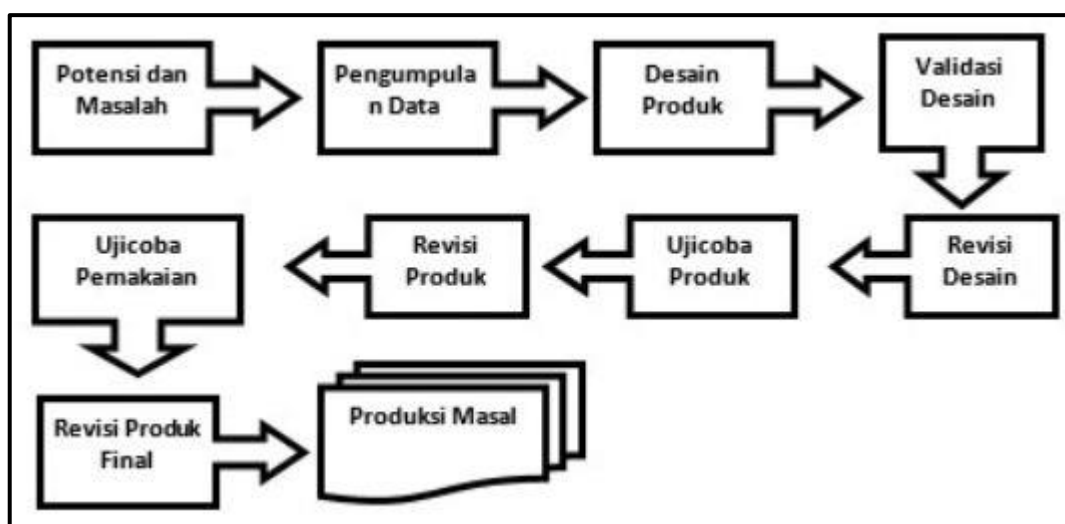 Potensi dan
Masalah
Pengumpula
n Data
Desain
Produk
Validasi
Desain
Revisi
Desain
Ujicoba
Produk
Revisi
Produk
Ujicoba
Pemakaian
Revisi Produk
Final
Produksi Masal